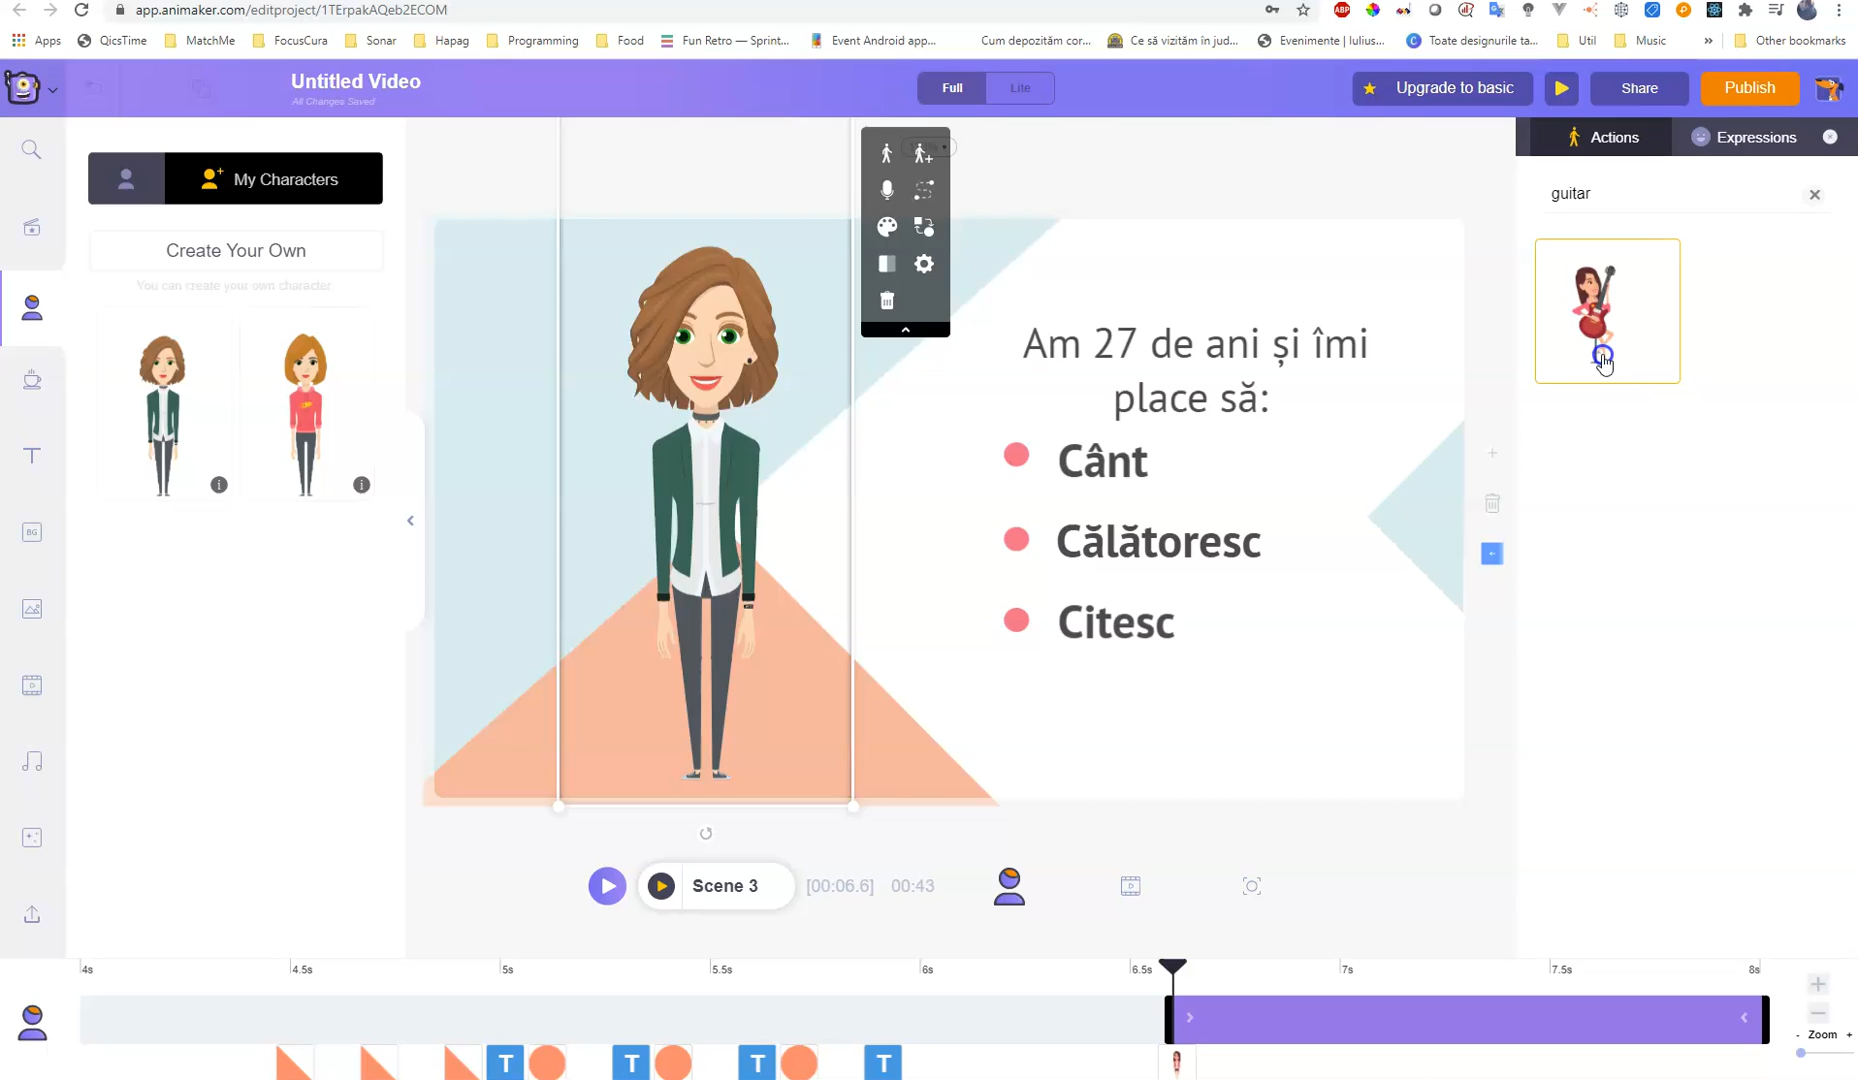 app.animaker.com/editproject/1TErpakAQeb2ECOM
ABP
Apps QicsTime MatchMe FocusCura Sonar Hapag Programming Food Fun Retro — Sprint... Event Android app... Cum depozităm cor... Ce să vizităm în jud... Evenimente | Iulius... Toate designurile ta... Util Music » Other bookmarks
Untitled Video
All Changes Saved
Full Lite
Upgrade to basic
Share
Publish
My Characters
Create Your Own
You can create your own character
Actions Expressions
guitar
Am 27 de ani și îmi
place să:
Cânt
Călătoresc
Citesc
T
BG
Scene 3 [00:06.6] 00:43
4s 4.5s 5s 5.5s 6s 6.5s 7s 7.5s 8s
- Zoom +
T T T T